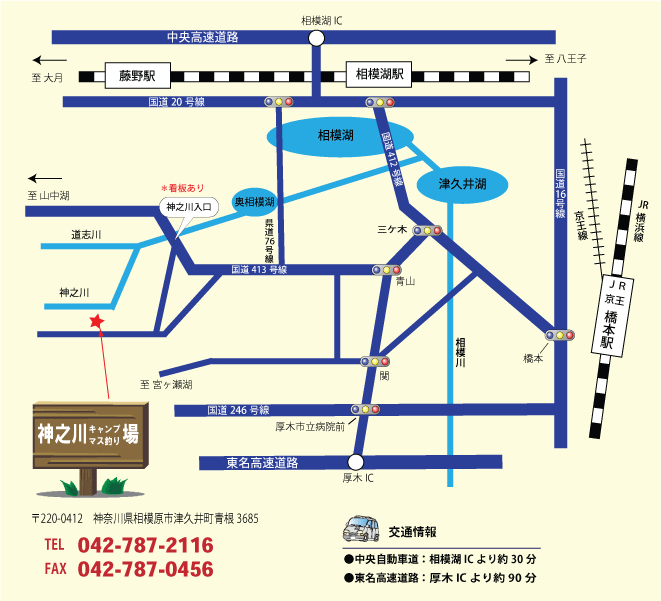 相模湖 IC
中央高速道路
至 八王子
至 大月
藤野駅
相模湖駅
国道 20 号線
相模湖
国道 412 号線
津久井湖
国道 16 号線
京王線
JR 横浜線
*看板あり
至 山中湖
神之川入口
奥相模湖
道志川
県道 76 号線
三ケ木
国道 413 号線
青山
神之川
JR
京王
橋本駅
相模川
橋本
関
至 宮ヶ瀬湖
国道 246 号線
厚木市立病院前
神之川キャンプマス釣り場
東名高速道路
厚木 IC
〒220-0412 神奈川県相模原市津久井町青根 3685
TEL 042-787-2116
FAX 042-787-0456
交通情報
●中央自動車道：相模湖 IC より約 30 分
●東名高速道路：厚木 IC より約 90 分